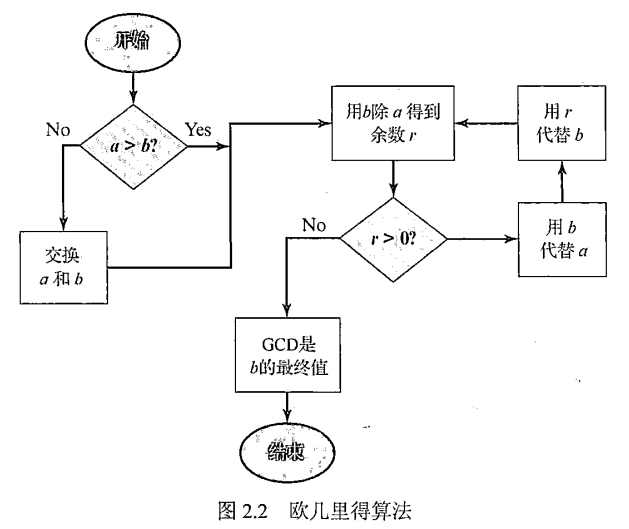 开始
No
a > b?
Yes
交换
a 和 b
用b除 a 得到
余数 r
用 r
代替 b
No
r > 0?
用 b
代替 a
GCD是
b的最终值
结束
图 2.2 欧几里得算法